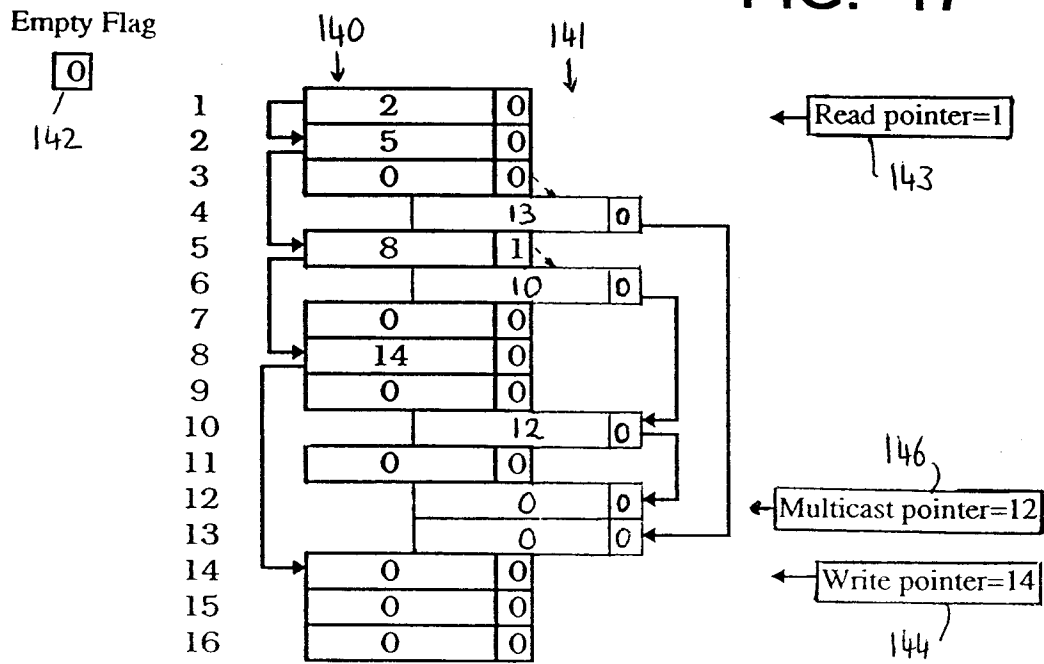 FIG. 17
Empty Flag
0
142
140
141
1 2 0
2 5 0
3 0 0
4 13 0
5 8 1
6 10 0
7 0 0
8 14 0
9 0 0
10 12 0
11 0 0
12 0 0
13 0 0
14 0 0
15 0 0
16 0 0
Read pointer=1
143
146
Multicast pointer=12
Write pointer=14
144